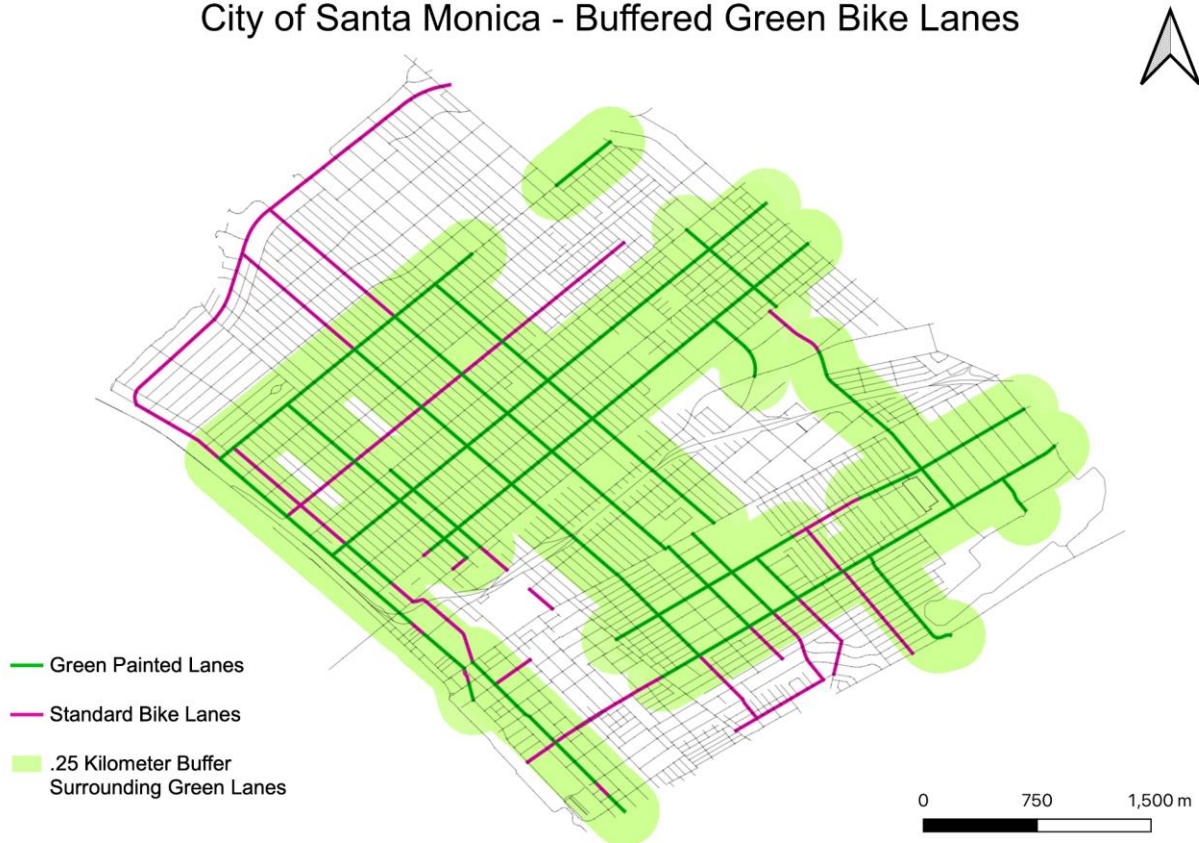 City of Santa Monica - Buffered Green Bike Lanes
Green Painted Lanes
Standard Bike Lanes
.25 Kilometer Buffer
Surrounding Green Lanes
0 750 1,500 m